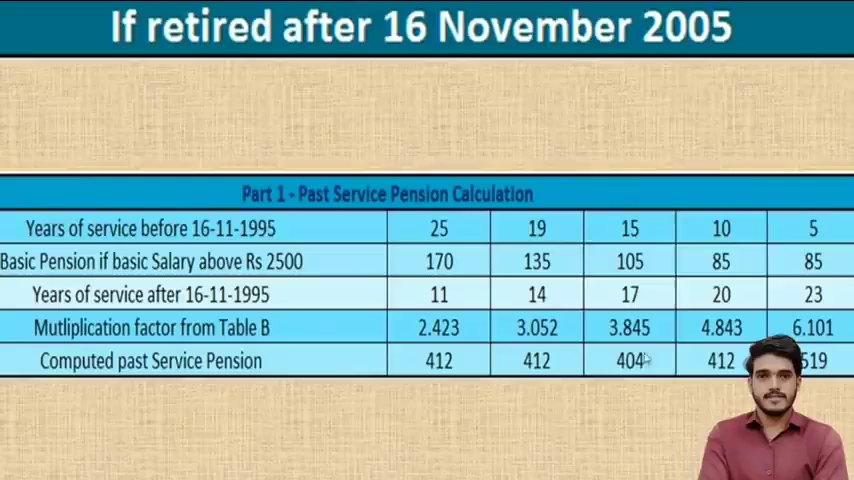 If retired after 16 November 2005
Part 1 - Past Service Pension Calculation
Years of service before 16-11-1995 25 19 15 10 5
Basic Pension if basic Salary above Rs 2500 170 135 105 85 85
Years of service after 16-11-1995 11 14 17 20 23
Mutliplication factor from Table B 2.423 3.052 3.845 4.843 6.101
Computed past Service Pension 412 412 404 412 519